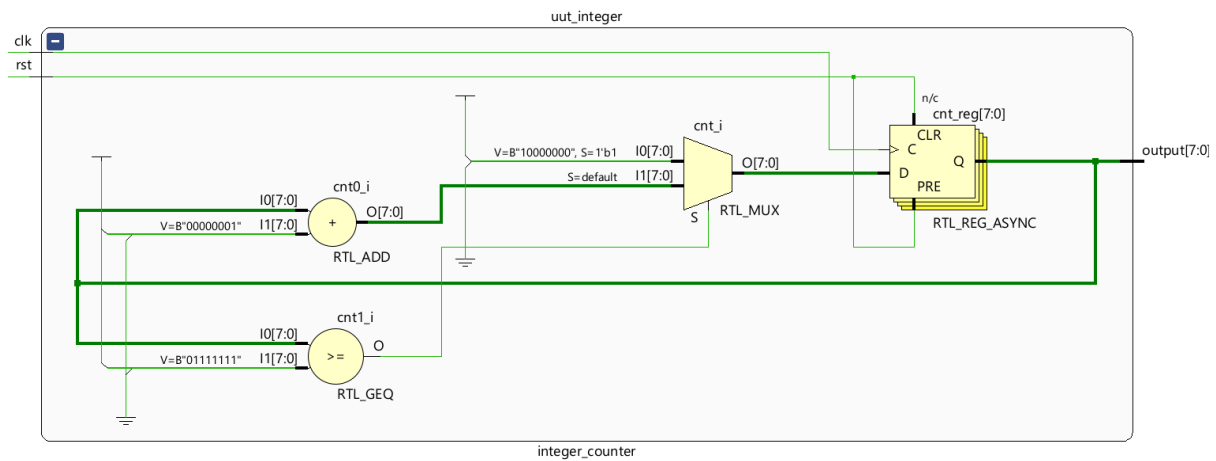 uut_integer
clk
rst
n/c
cnt_reg[7:0]
CLR
C
Q
D
PRE
RTL_REG_ASYNC
output[7:0]
cnt_i
V=B"10000000", S=1'b1
I0[7:0]
S=default
I1[7:0]
O[7:0]
S
RTL_MUX
cnt0_i
I0[7:0]
V=B"00000001"
I1[7:0]
+
O[7:0]
RTL_ADD
cnt1_i
I0[7:0]
V=B"01111111"
I1[7:0]
>=
O
RTL_GEQ
integer_counter